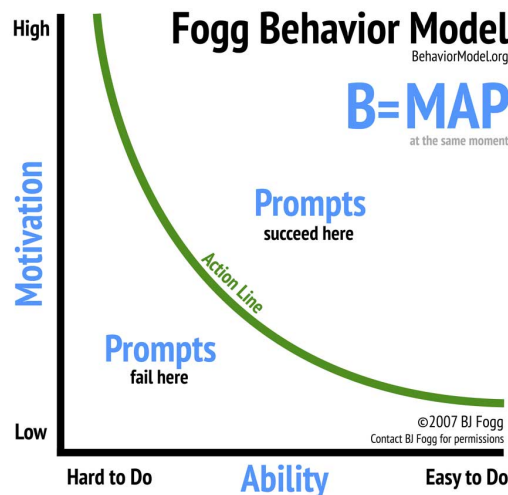 High
Fogg Behavior Model
BehaviorModel.org
B=MAP
at the same moment
Motivation
Prompts
succeed here
Action Line
Prompts
fail here
Low
©2007 BJ Fogg
Contact BJ Fogg for permissions
Hard to Do
Ability
Easy to Do